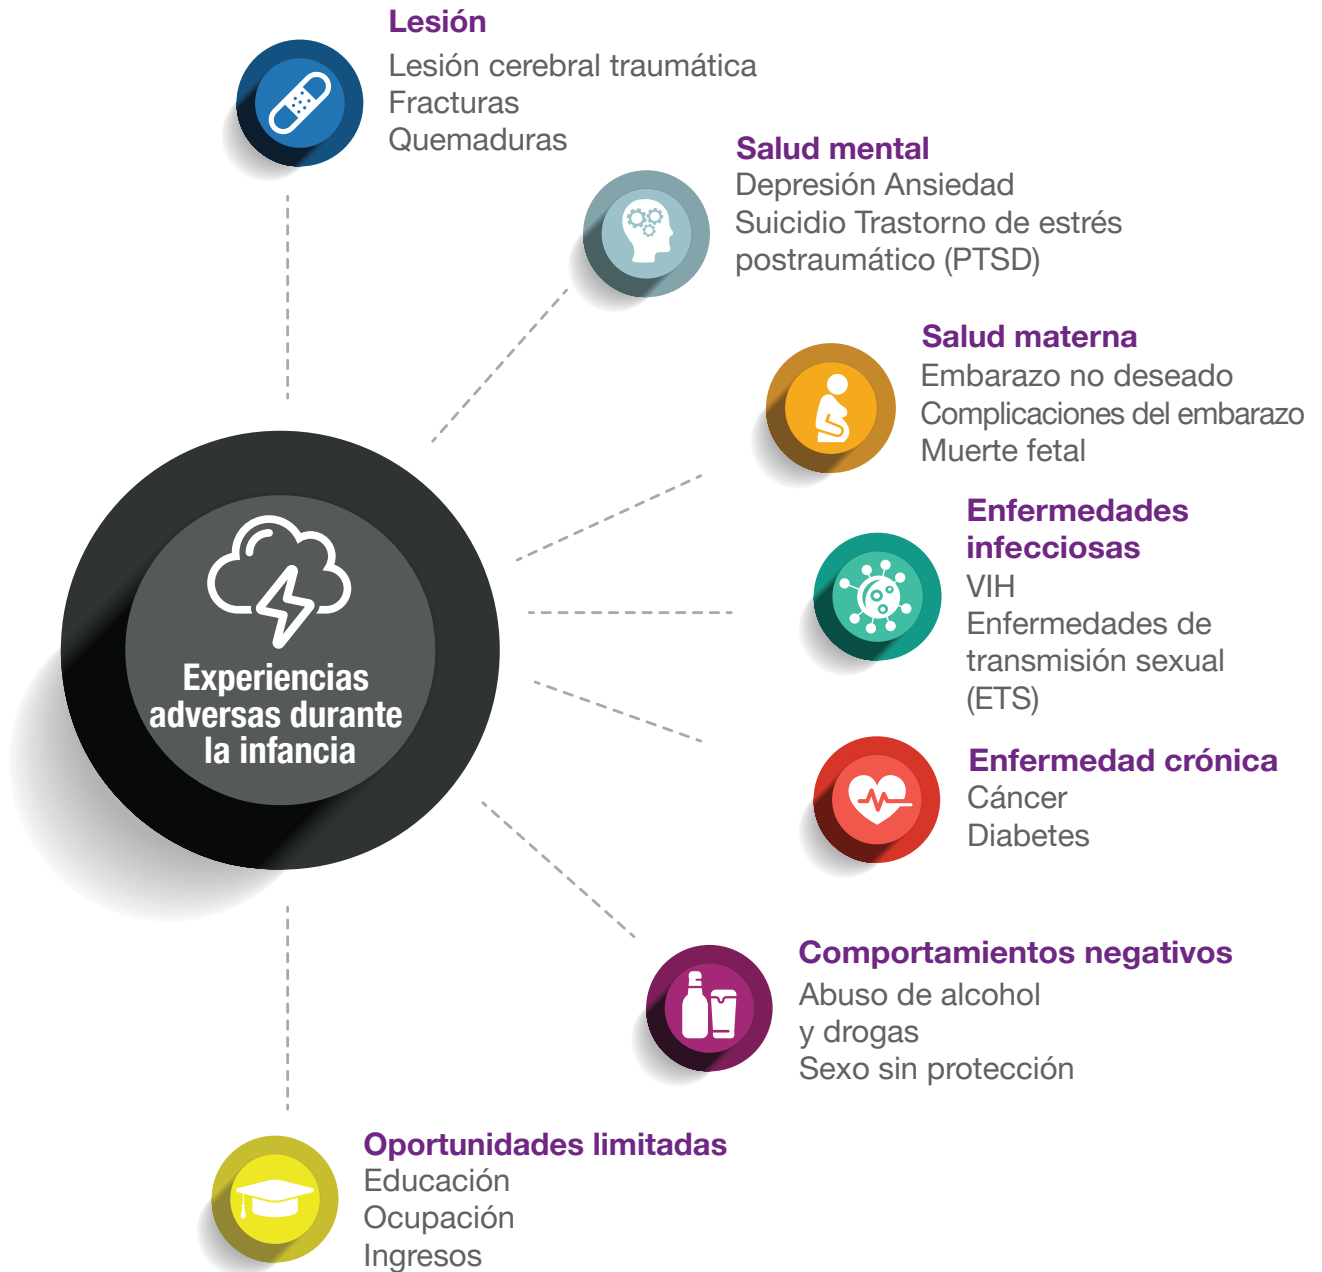 Lesión
Lesión cerebral traumática
Fracturas
Quemaduras
Salud mental
Depresión Ansiedad
Suicidio Trastorno de estrés
postraumático (PTSD)
Salud materna
Embarazo no deseado
Complicaciones del embarazo
Muerte fetal
Enfermedades
infecciosas
VIH
Enfermedades de
transmisión sexual
(ETS)
Experiencias
adversas durante
la infancia
Enfermedad crónica
Cáncer
Diabetes
Comportamientos negativos
Abuso de alcohol
y drogas
Sexo sin protección
Oportunidades limitadas
Educación
Ocupación
Ingresos